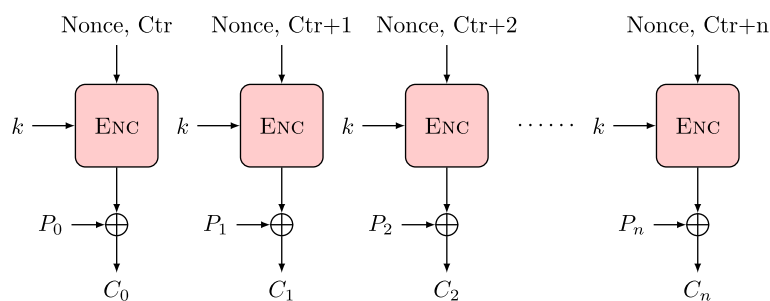 Nonce, Ctr Nonce, Ctr+1 Nonce, Ctr+2 Nonce, Ctr+n
k ENC k ENC k ENC ······ k ENC
P₀ P₁ P₂ Pₙ
C₀ C₁ C₂ Cₙ